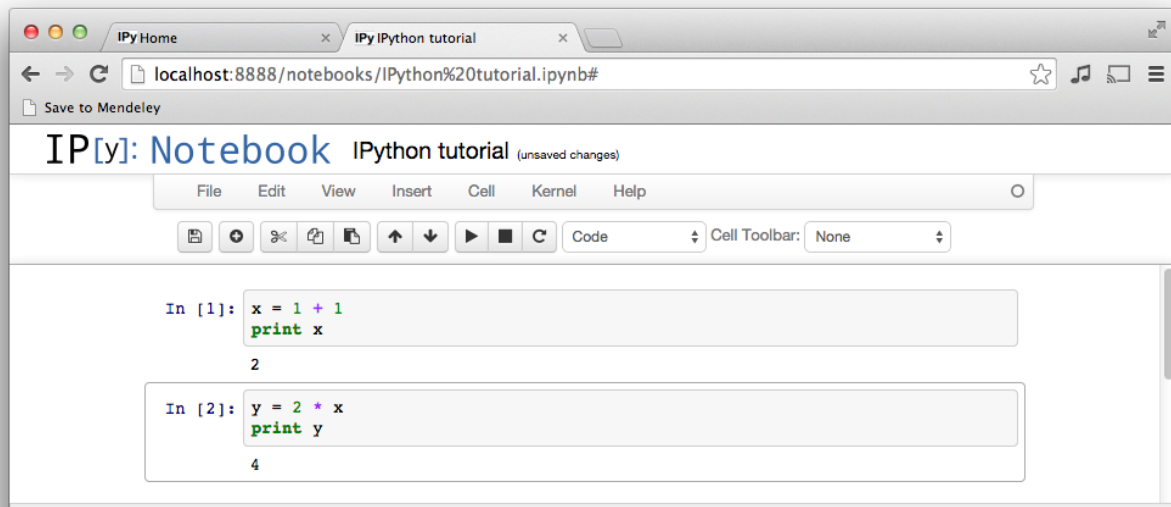 IPy Home IPy IPython tutorial
localhost:8888/notebooks/IPython%20tutorial.ipynb#
Save to Mendeley
IP[y]: Notebook IPython tutorial (unsaved changes)
File Edit View Insert Cell Kernel Help
Code Cell Toolbar: None
In [1]: x = 1 + 1
print x
2
In [2]: y = 2 * x
print y
4